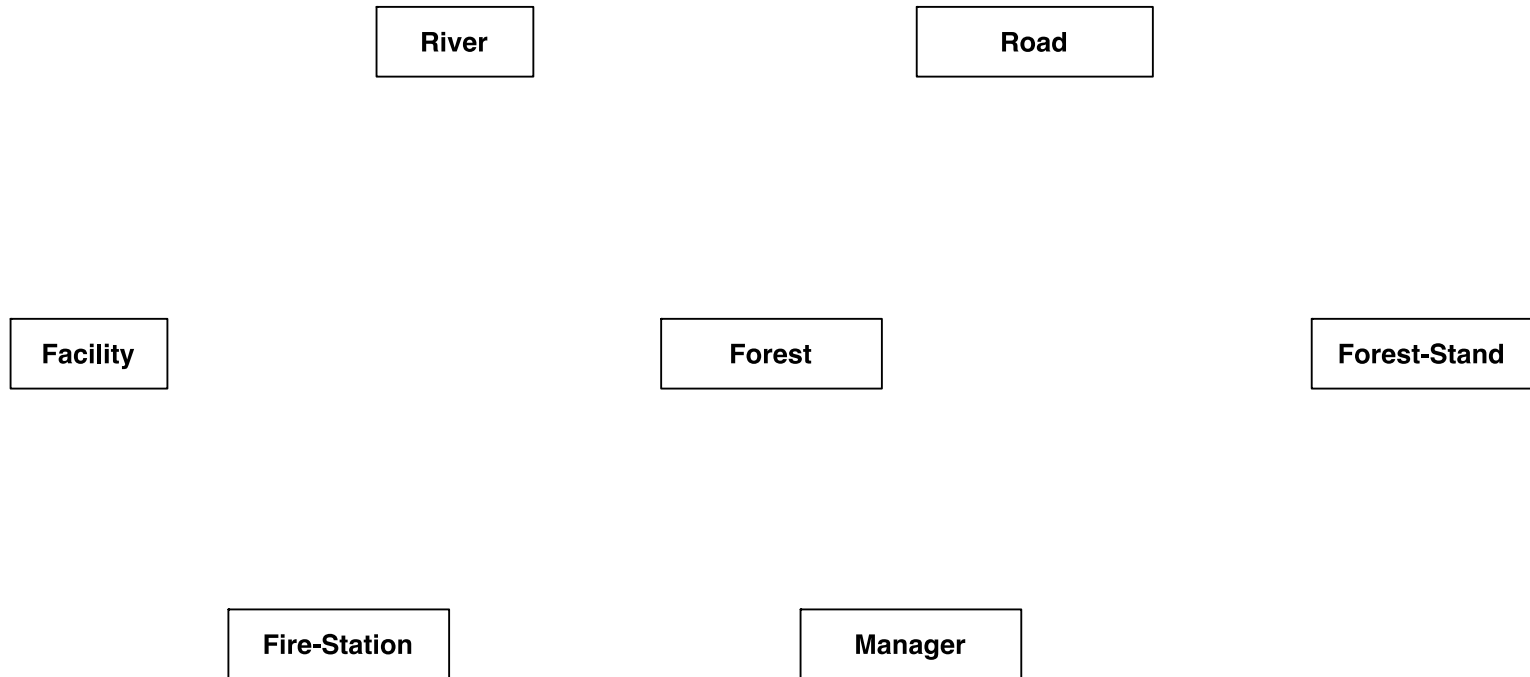 River
Road
Facility
Forest
Forest-Stand
Fire-Station
Manager